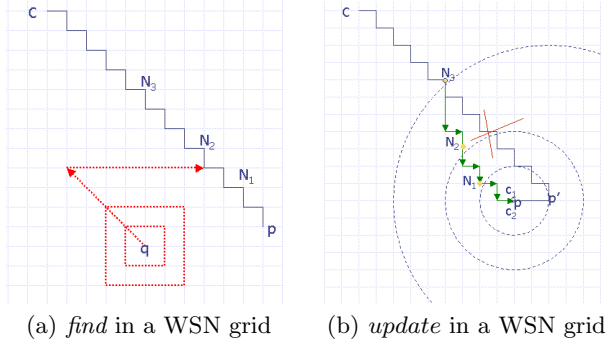 C
N3
N2
N1
p
q
(a) find in a WSN grid
C
N3
N2
N1
c1
p
c2
p'
(b) update in a WSN grid